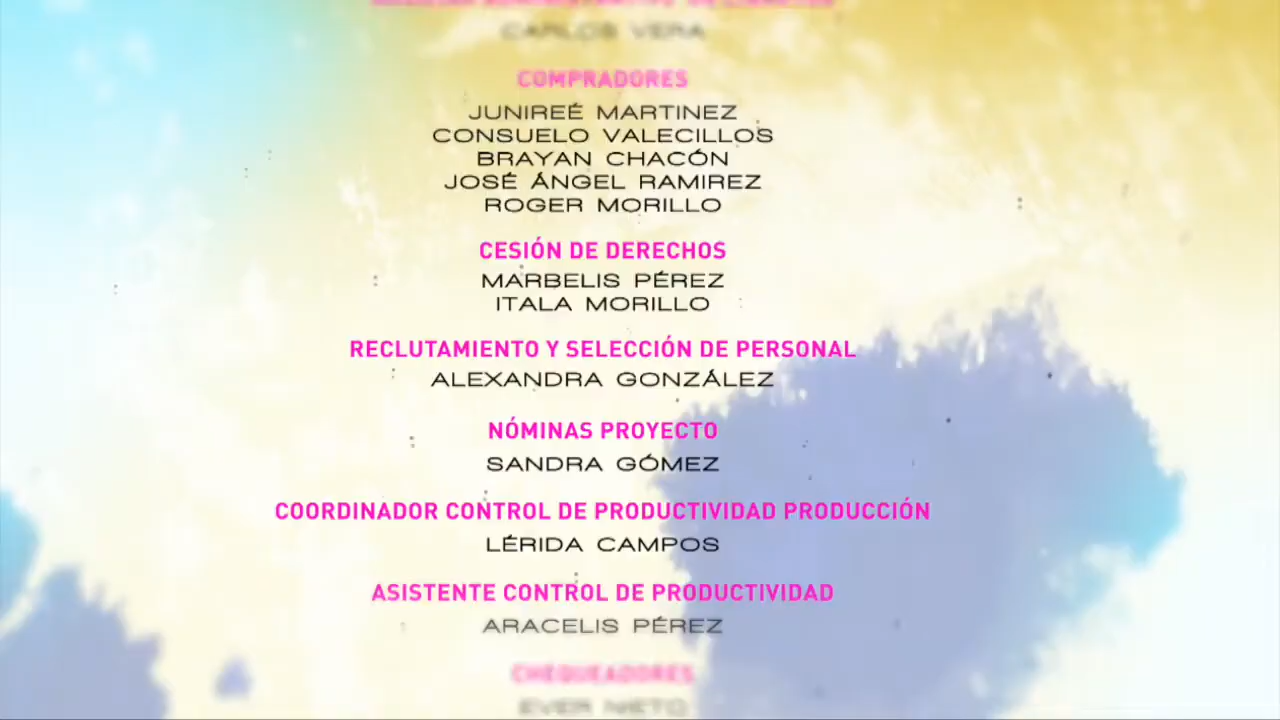 CARLOS VERA
COMPRADORES
JUNIREÉ MARTINEZ
CONSUELO VALECILLOS
BRAYAN CHACÓN
JOSÉ ÁNGEL RAMIREZ
ROGER MORILLO
CESIÓN DE DERECHOS
MARBELIS PÉREZ
ITALA MORILLO
RECLUTAMIENTO Y SELECCIÓN DE PERSONAL
ALEXANDRA GONZÁLEZ
NÓMINAS PROYECTO
SANDRA GÓMEZ
COORDINADOR CONTROL DE PRODUCTIVIDAD PRODUCCIÓN
LÉRIDA CAMPOS
ASISTENTE CONTROL DE PRODUCTIVIDAD
ARACELIS PÉREZ
CHEQUEADORES
EVER NIETO